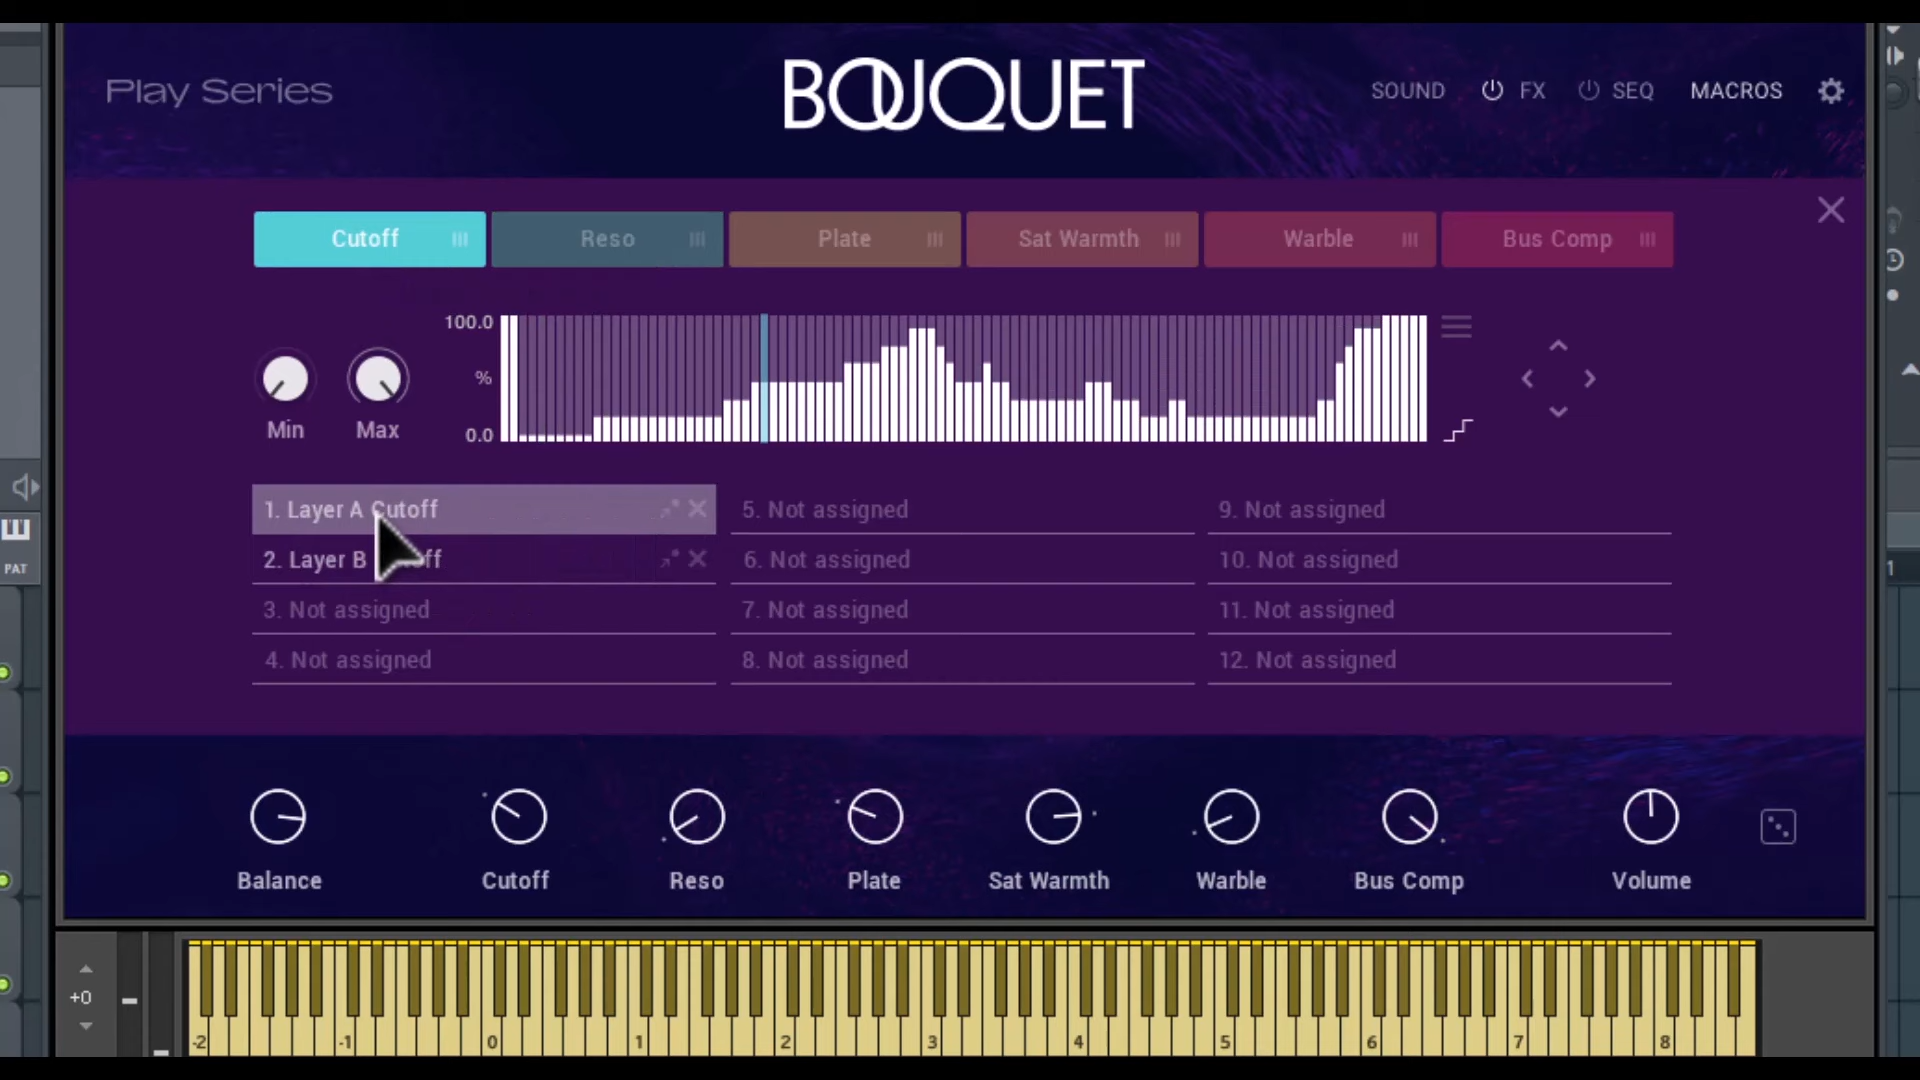 Play Series
BOUQUET
SOUND
FX
SEQ
MACROS
Cutoff
Reso
Plate
Sat Warmth
Warble
Bus Comp
100.0
%
0.0
Min
Max
1. Layer A Cutoff
5. Not assigned
9. Not assigned
2. Layer B
6. Not assigned
10. Not assigned
3. Not assigned
7. Not assigned
11. Not assigned
4. Not assigned
8. Not assigned
12. Not assigned
PAT
1
Balance
Cutoff
Reso
Plate
Sat Warmth
Warble
Bus Comp
Volume
+0
-2
-1
0
1
2
3
4
5
6
7
8